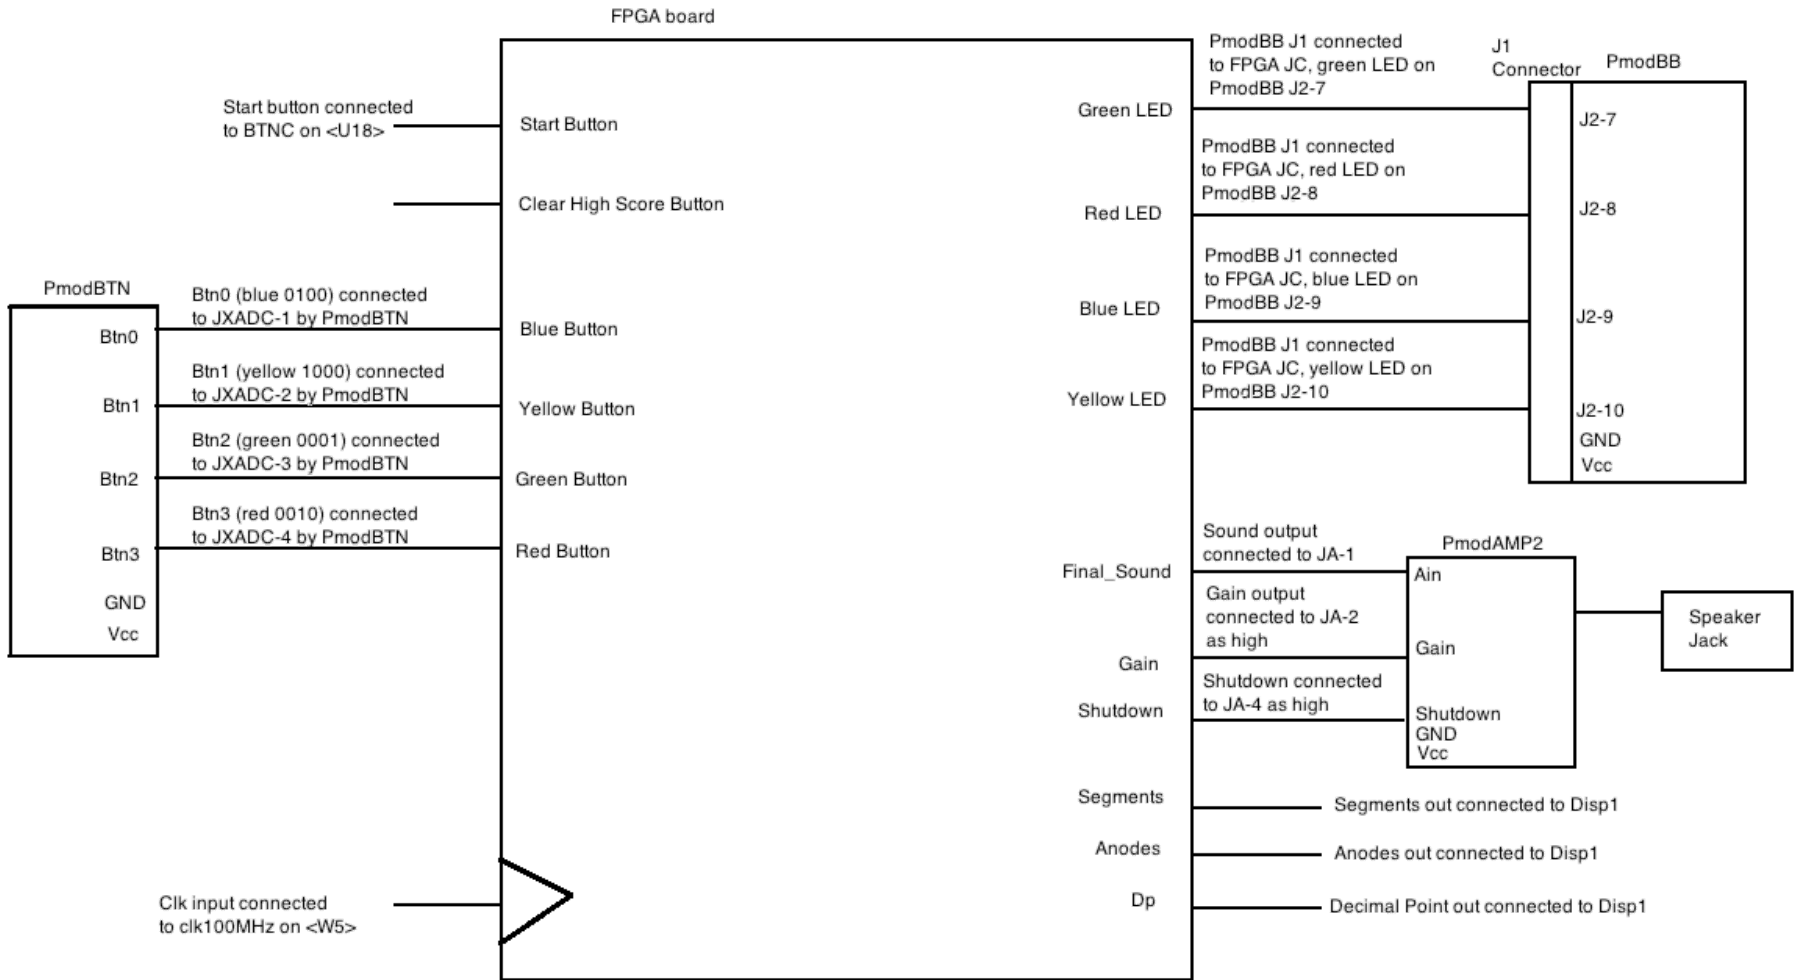 FPGA board
Start button connected
to BTNC on <U18>
Start Button
Clear High Score Button
PmodBTN
Btn0
Btn1
Btn2
Btn3
GND
Vcc
Btn0 (blue 0100) connected
to JXADC-1 by PmodBTN
Btn1 (yellow 1000) connected
to JXADC-2 by PmodBTN
Btn2 (green 0001) connected
to JXADC-3 by PmodBTN
Btn3 (red 0010) connected
to JXADC-4 by PmodBTN
Blue Button
Yellow Button
Green Button
Red Button
Clk input connected
to clk100MHz on <W5>
Green LED
Red LED
Blue LED
Yellow LED
Final_Sound
Gain
Shutdown
Segments
Anodes
Dp
PmodBB J1 connected
to FPGA JC, green LED on
PmodBB J2-7
PmodBB J1 connected
to FPGA JC, red LED on
PmodBB J2-8
PmodBB J1 connected
to FPGA JC, blue LED on
PmodBB J2-9
PmodBB J1 connected
to FPGA JC, yellow LED on
PmodBB J2-10
J1
Connector
PmodBB
J2-7
J2-8
J2-9
J2-10
GND
Vcc
Sound output
connected to JA-1
Gain output
connected to JA-2
as high
Shutdown connected
to JA-4 as high
PmodAMP2
Ain
Gain
Shutdown
GND
Vcc
Speaker
Jack
Segments out connected to Disp1
Anodes out connected to Disp1
Decimal Point out connected to Disp1